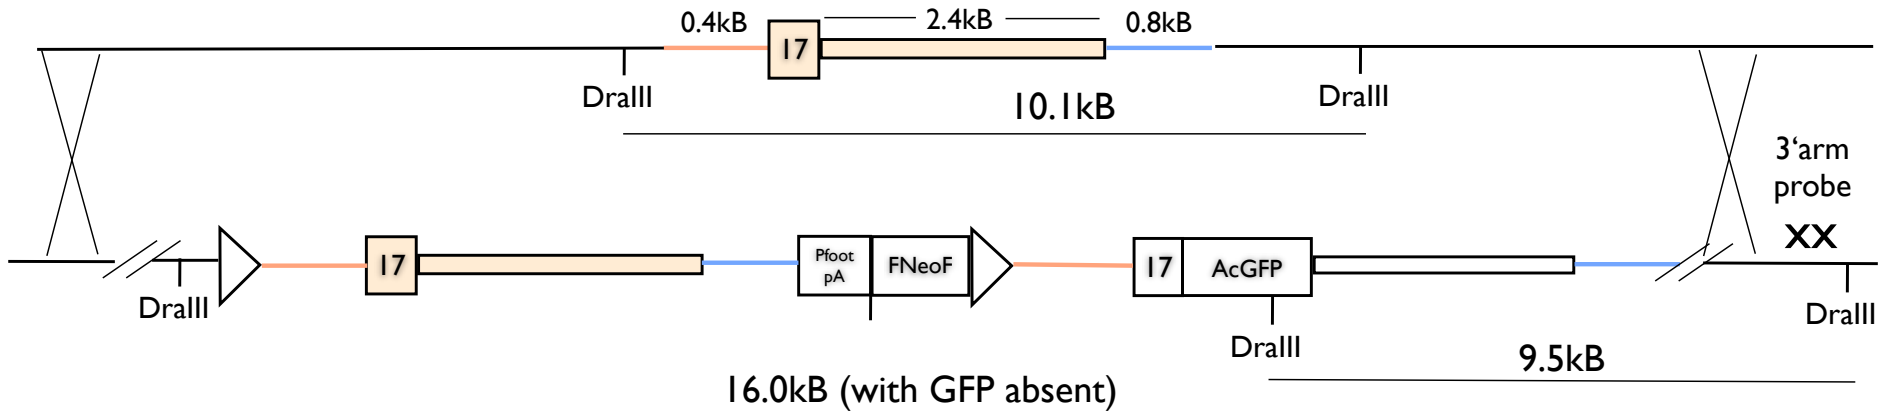 0.4kB
2.4kB
0.8kB
17
DraIII
DraIII
10.1kB
3‘arm
probe
XX
17
Pfoot
pA
FNeoF
17
AcGFP
DraIII
DraIII
DraIII
9.5kB
16.0kB (with GFP absent)